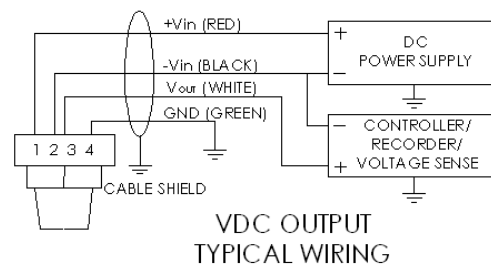 +Vin (RED)
+
DC
POWER SUPPLY
-Vin (BLACK)
−
Vout (WHITE)
GND (GREEN)
−
CONTROLLER/
RECORDER/
VOLTAGE SENSE
+
1 2 3 4
CABLE SHIELD
VDC OUTPUT
TYPICAL WIRING